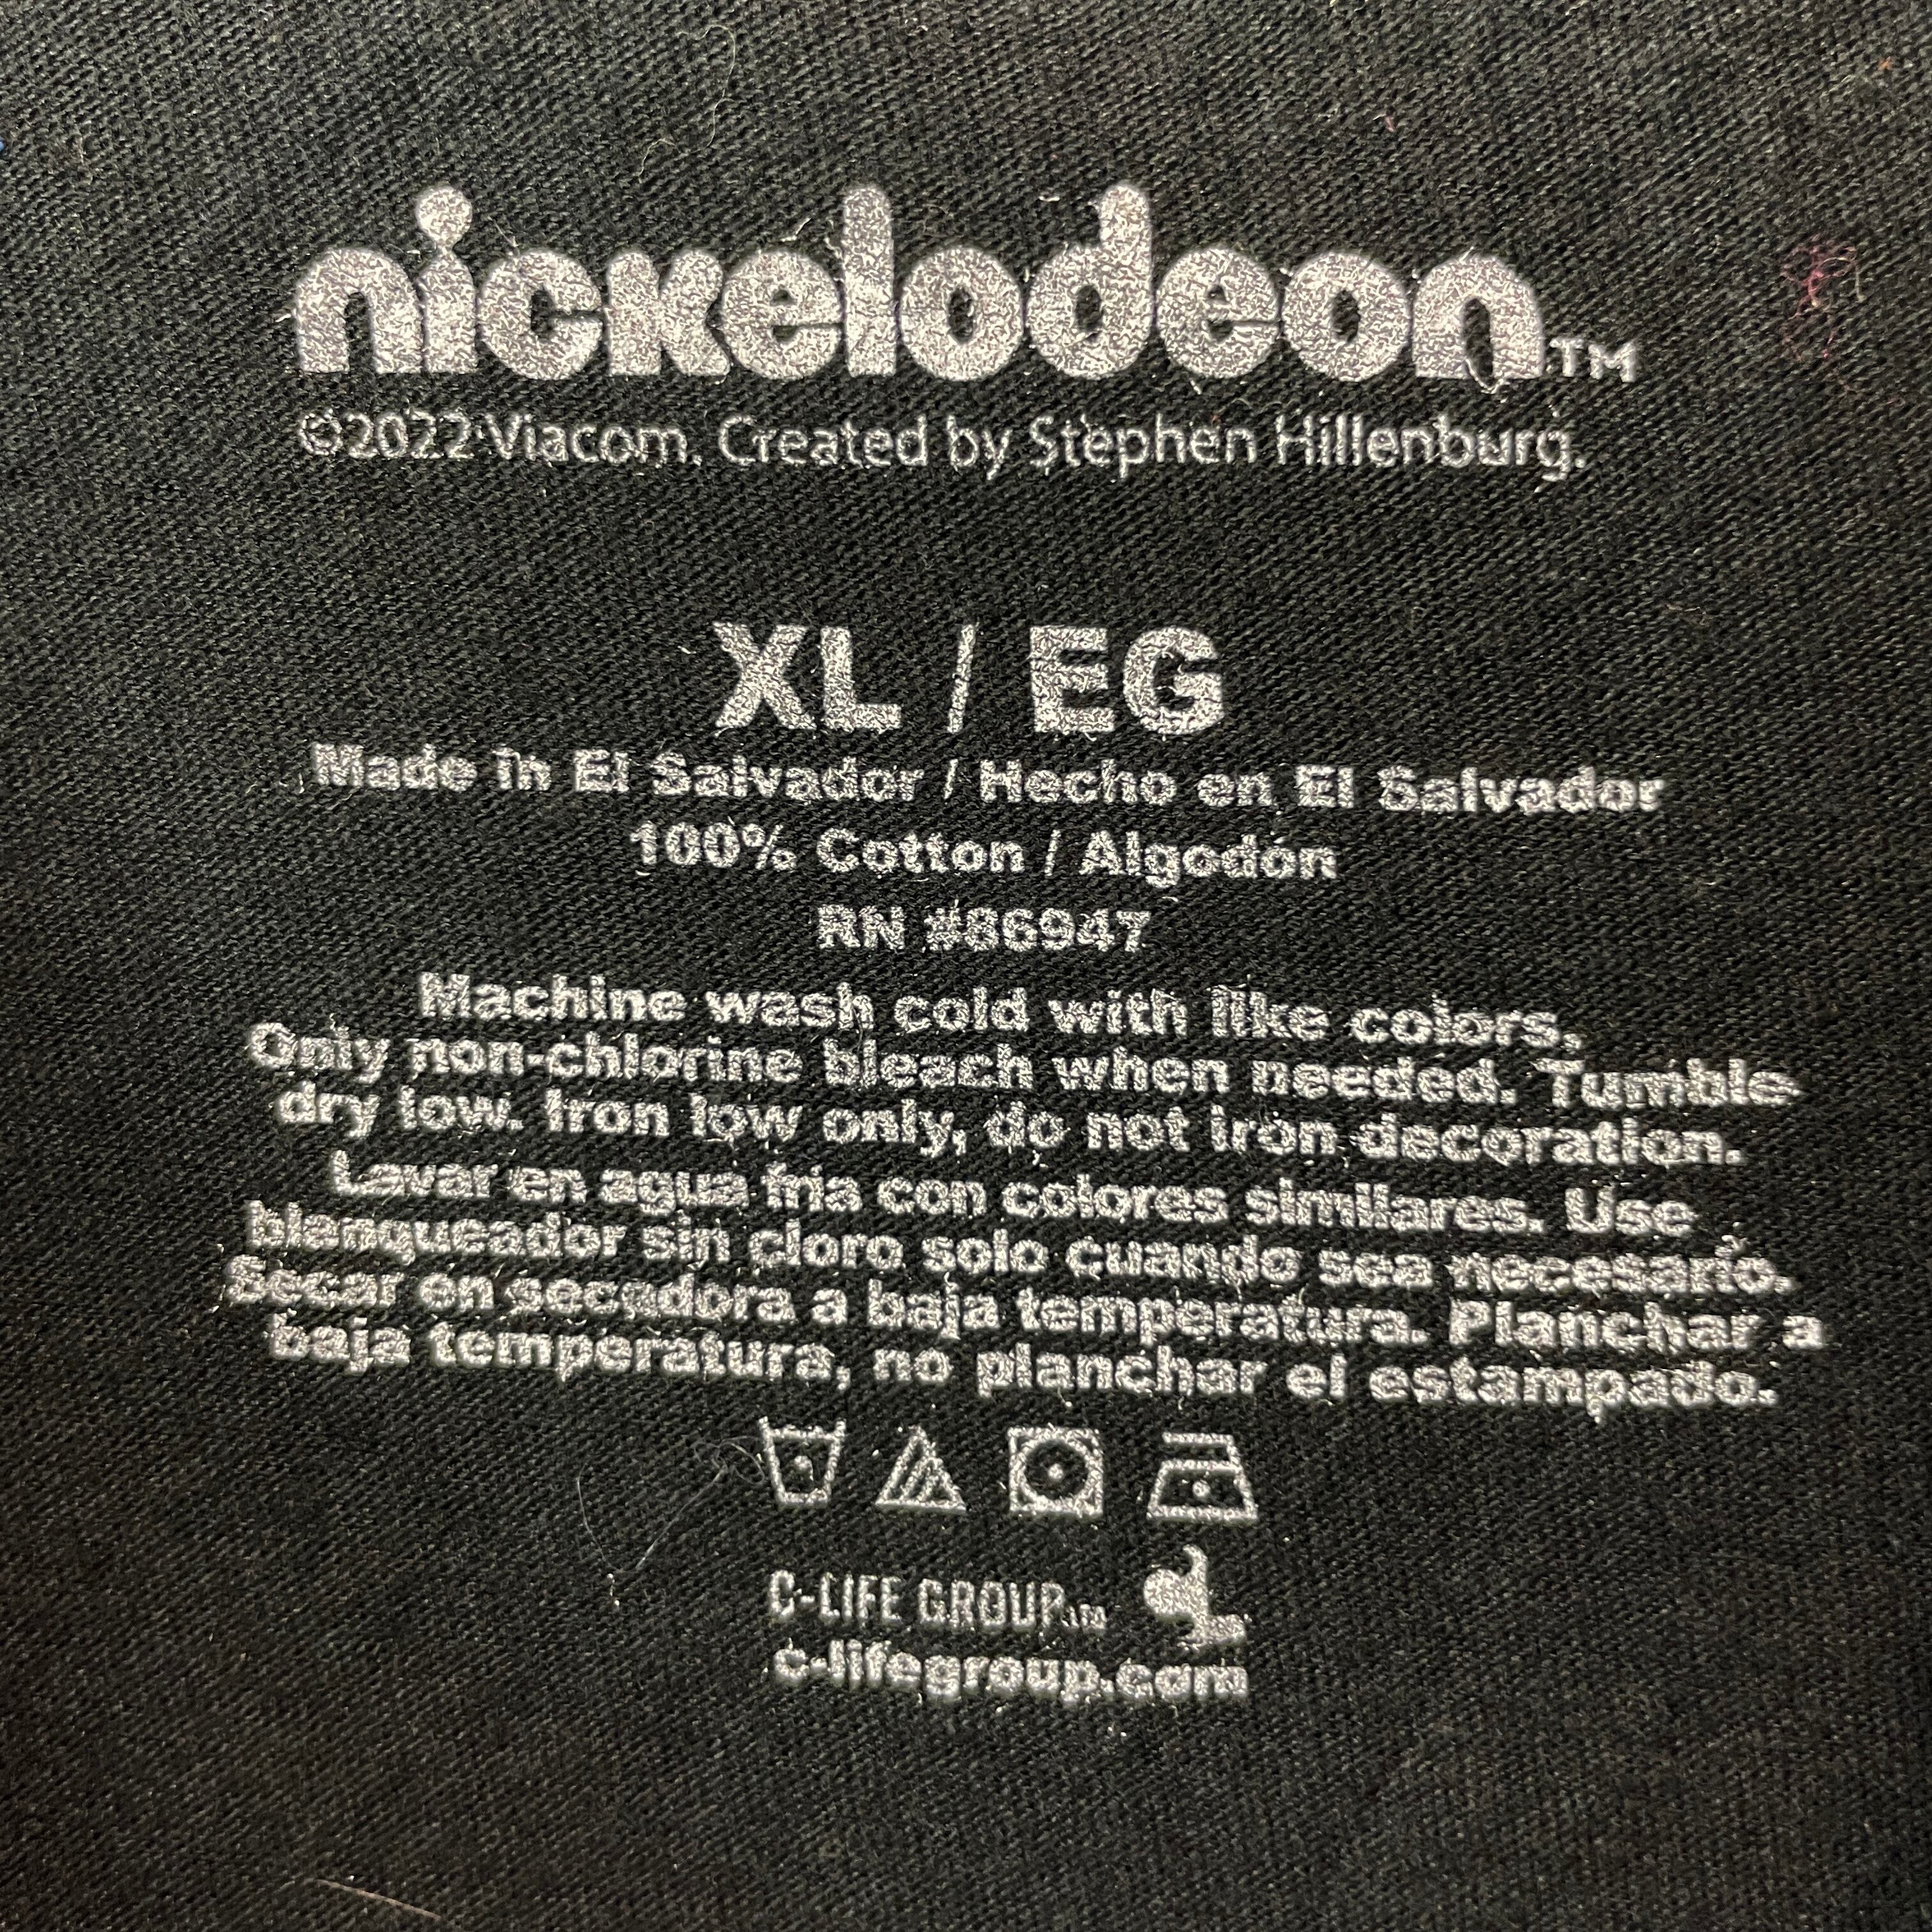 nickelodeon™
©2022 Viacom. Created by Stephen Hillenburg.
XL / EG
Made in El Salvador / Hecho en El Salvador
100% Cotton / Algodón
RN #86947
Machine wash cold with like colors,
Only non-chlorine bleach when needed. Tumble
dry low. Iron low only, do not iron decoration.
Lavar en agua fria con colores similares. Use
blanqueador sin cloro solo cuando sea necesario.
Secar en secadora a baja temperatura. Planchar a
baja temperatura, no planchar el estampado.
C-LIFE GROUP LTD
c-lifegroup.com